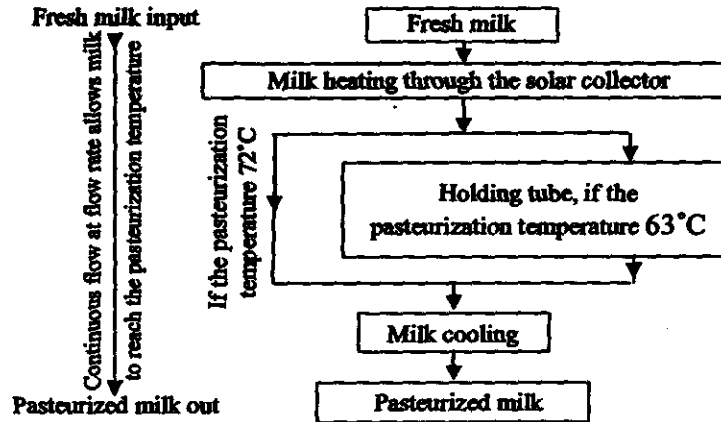 Fresh milk input
Continuous flow at flow rate allows milk
to reach the pasteurization temperature
Pasteurized milk out
Fresh milk
Milk heating through the solar collector
If the pasteurization
temperature 72°C
Holding tube, if the
pasteurization temperature 63°C
Milk cooling
Pasteurized milk